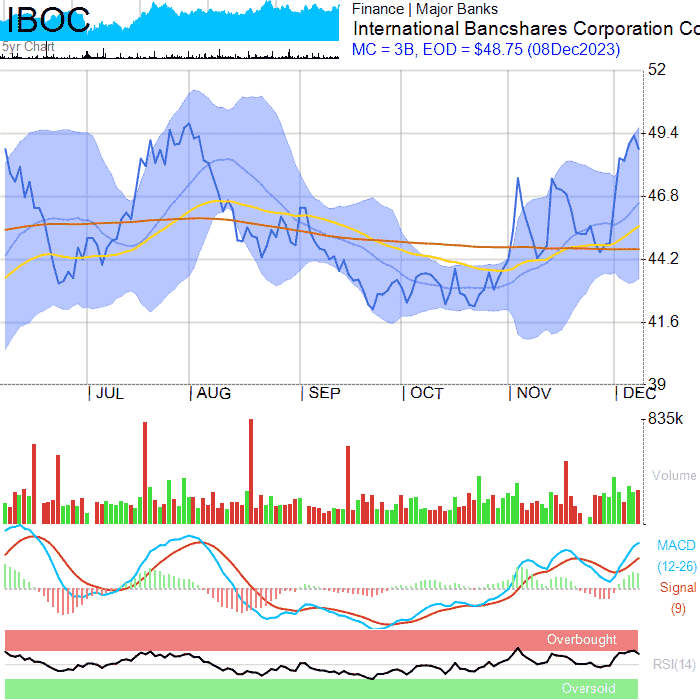 IBOC
5yr Chart
Finance | Major Banks
International Bancshares Corporation Co
MC = 3B, EOD = $48.75 (08Dec2023)
52
49.4
46.8
44.2
41.6
39
JUL AUG SEP OCT NOV DEC
835k
Volume
MACD
(12-26)
Signal
(9)
Overbought
RSI(14)
Oversold